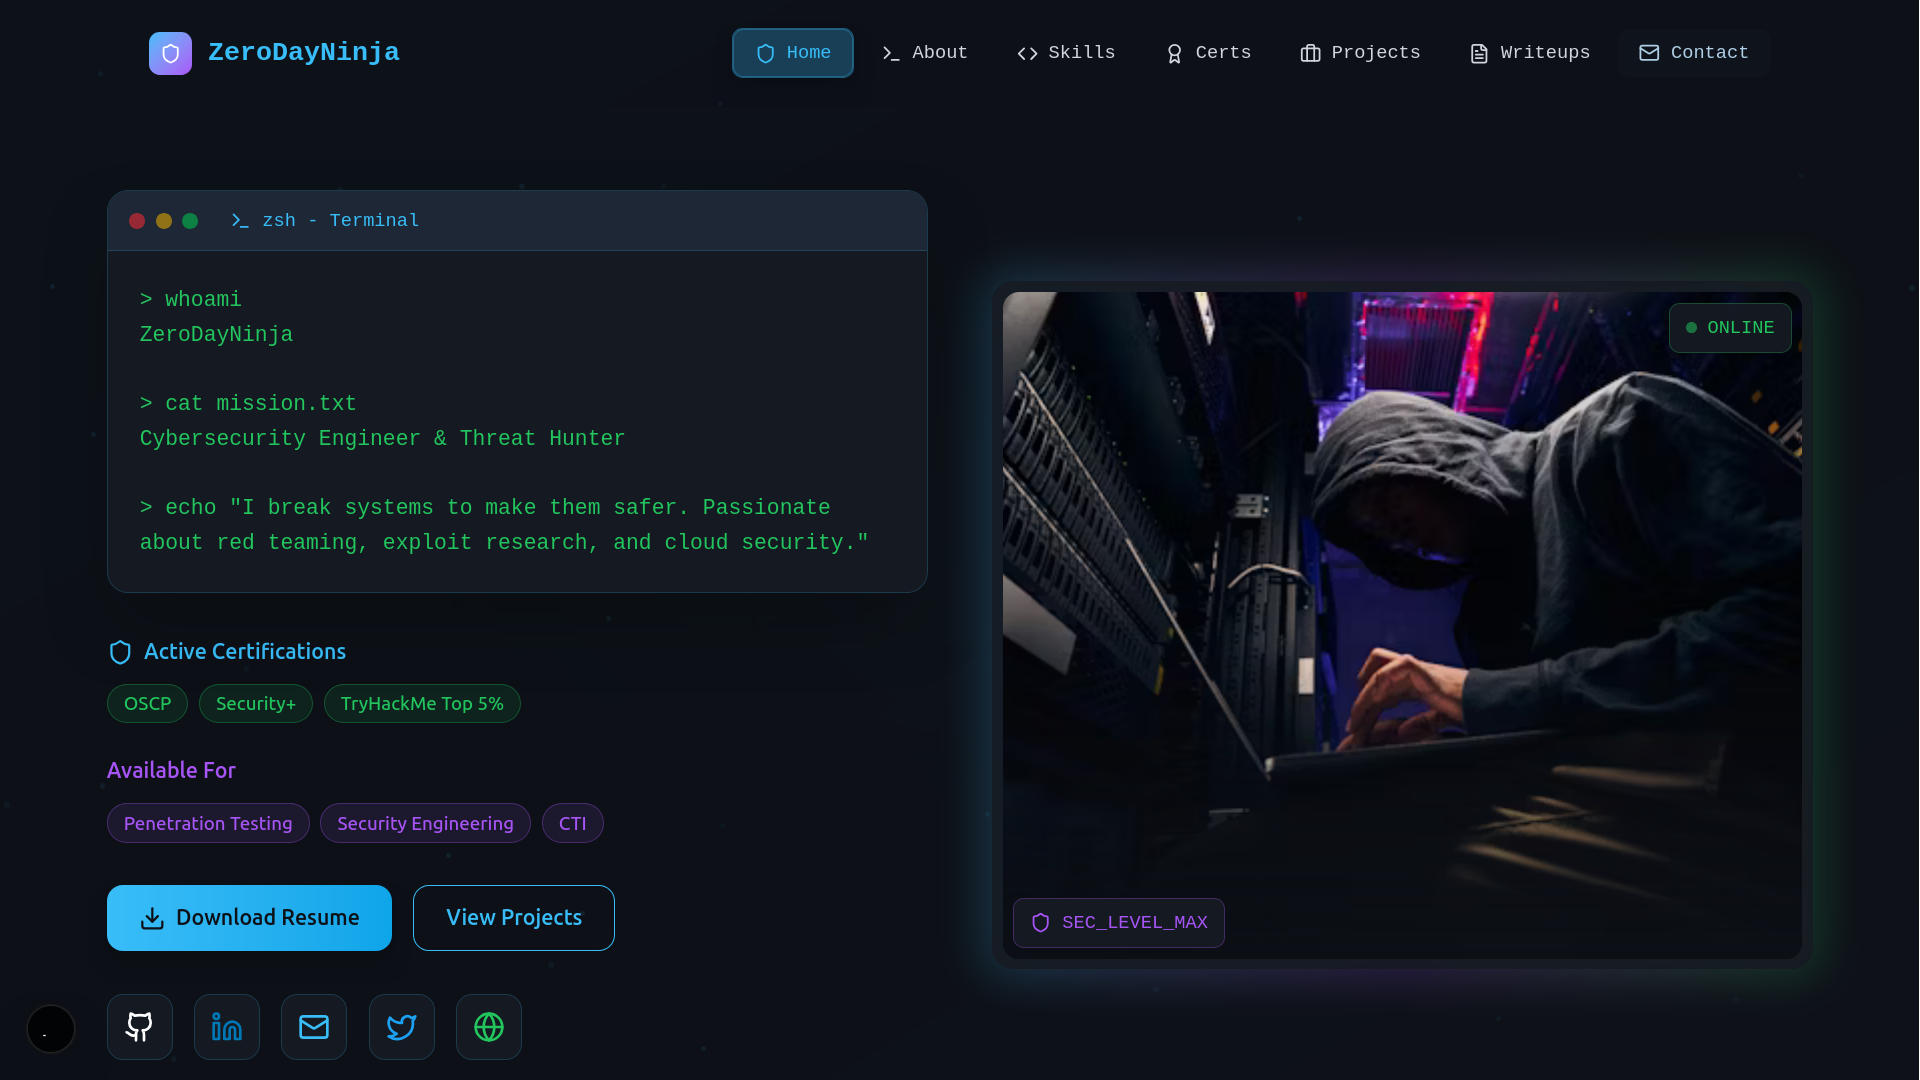 ZeroDayNinja
Home
About
Skills
Certs
Projects
Writeups
Contact
zsh - Terminal
> whoami
ZeroDayNinja
> cat mission.txt
Cybersecurity Engineer & Threat Hunter
> echo "I break systems to make them safer. Passionate
about red teaming, exploit research, and cloud security."
Active Certifications
OSCP
Security+
TryHackMe Top 5%
Available For
Penetration Testing
Security Engineering
CTI
Download Resume
View Projects
ONLINE
SEC_LEVEL_MAX